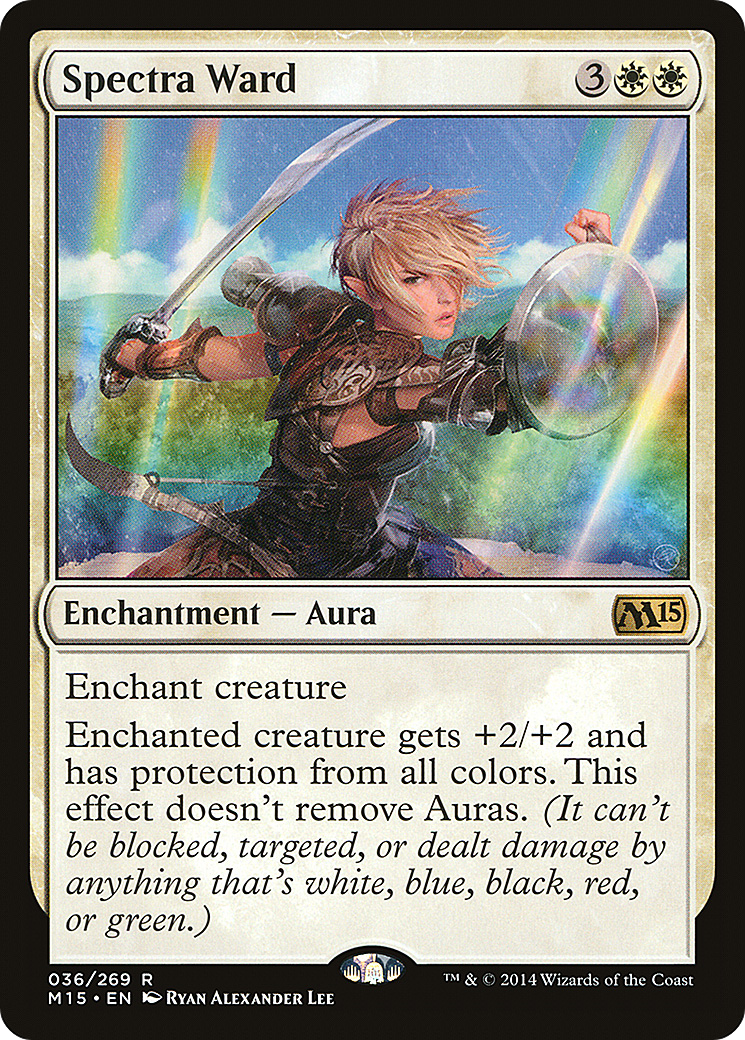 Spectra Ward 3
Enchantment — Aura M15
Enchant creature
Enchanted creature gets +2/+2 and
has protection from all colors. This
effect doesn't remove Auras. (It can't
be blocked, targeted, or dealt damage by
anything that's white, blue, black, red,
or green.)
036/269 R
M15 • EN Ryan Alexander Lee
™ & © 2014 Wizards of the Coast